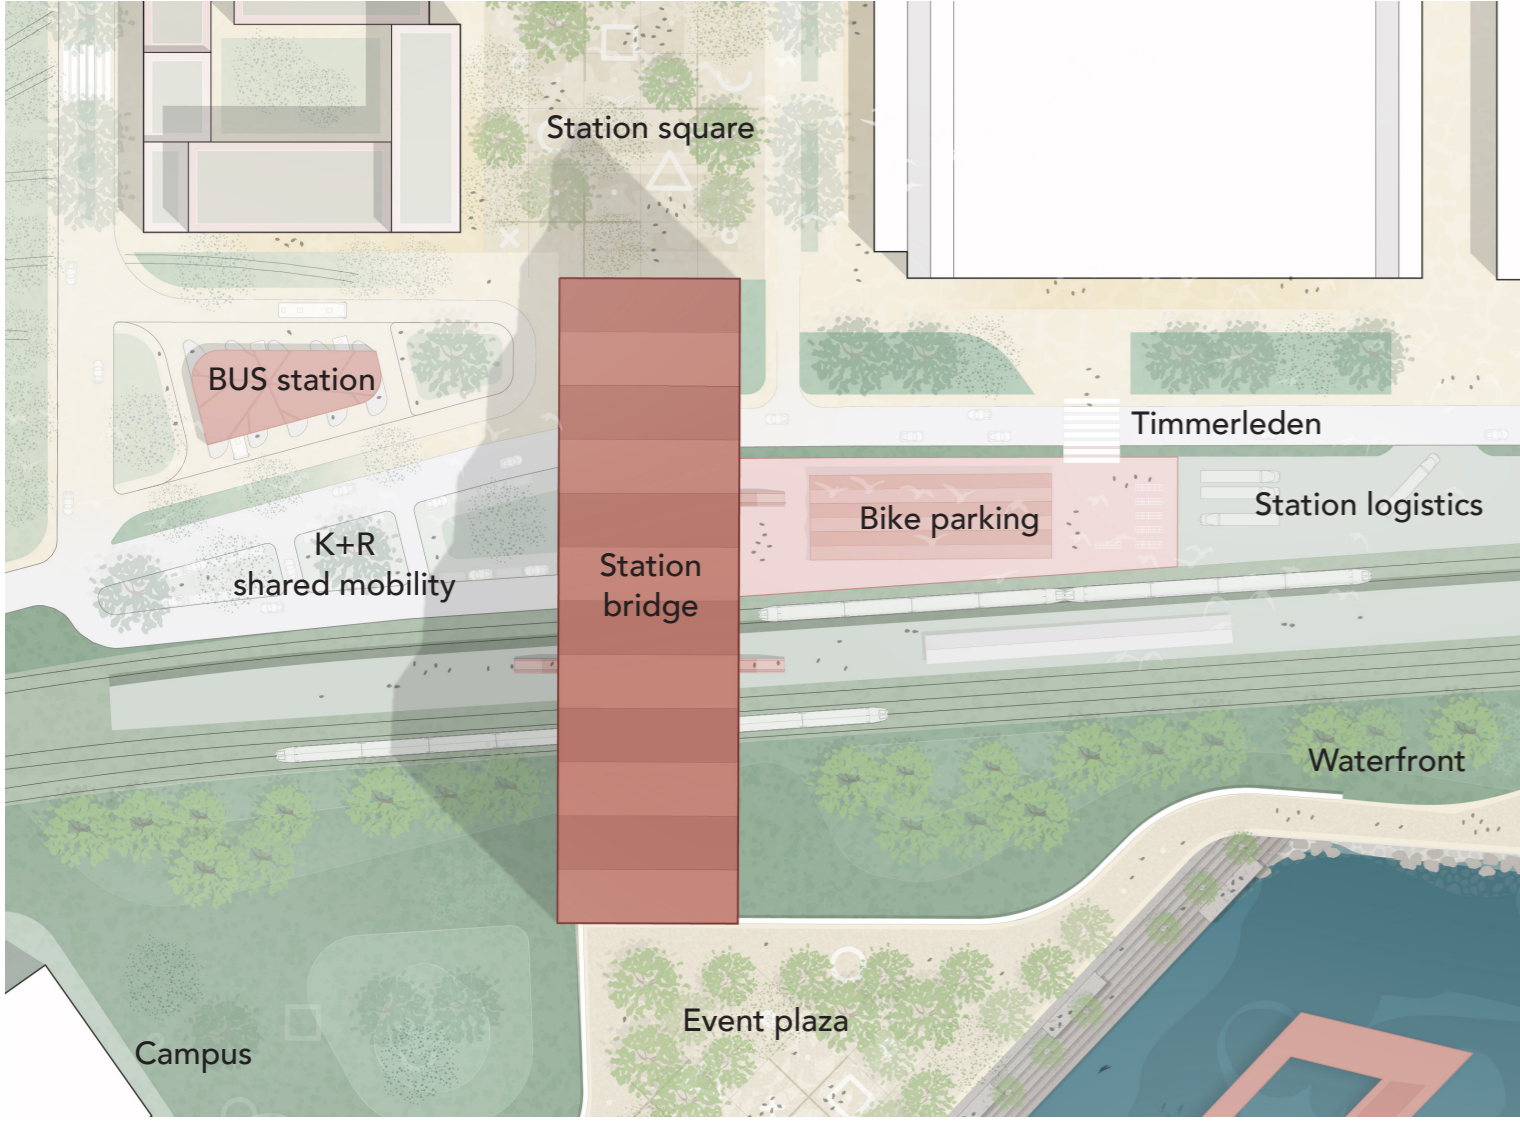 Station square
BUS station
Timmerleden
Station logistics
Bike parking
K+R
shared mobility
Station
bridge
Waterfront
Event plaza
Campus